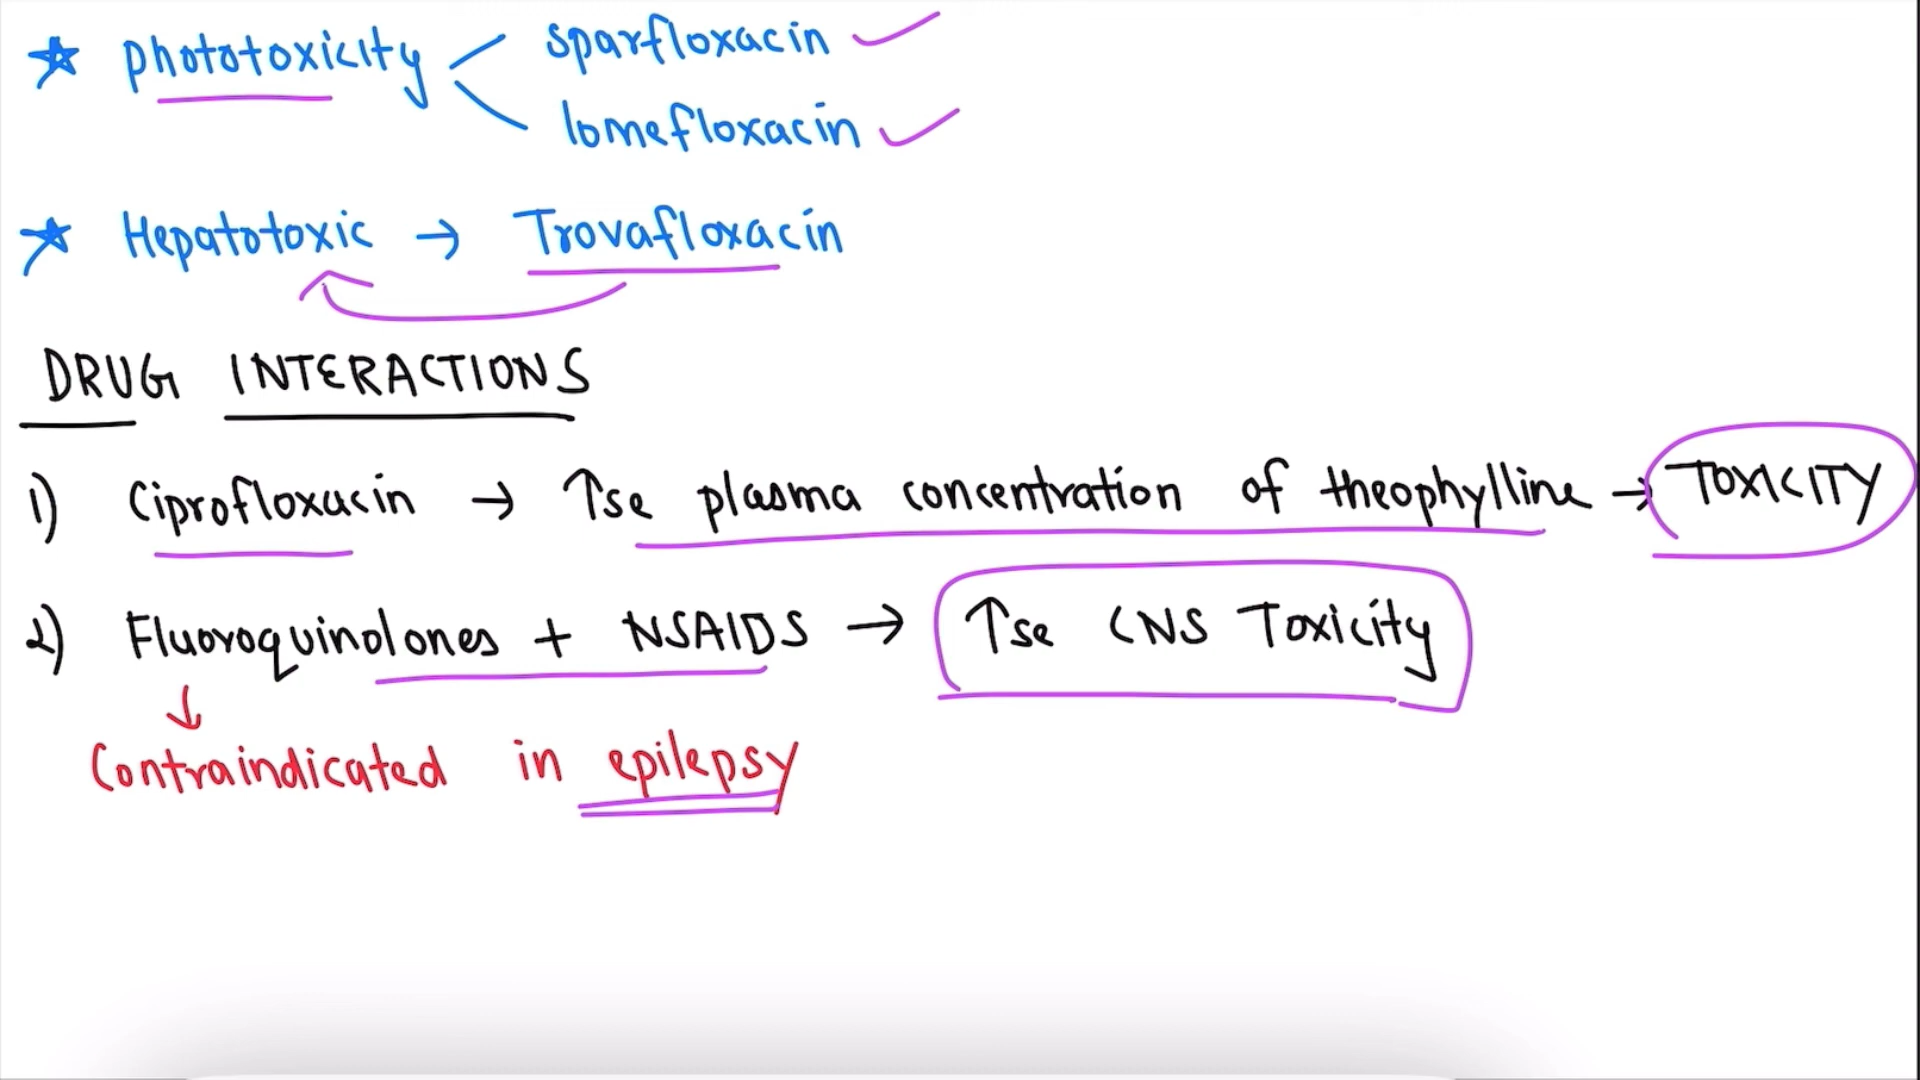 ★ phototoxicity < sparfloxacin ✓
lomefloxacin ✓
★ Hepatotoxic → Trovafloxacin
DRUG INTERACTIONS
1) Ciprofloxacin → ↑se plasma concentration of theophylline → TOXICITY
2) Fluoroquinolones + NSAIDS → ↑se CNS Toxicity
↓
Contraindicated in epilepsy